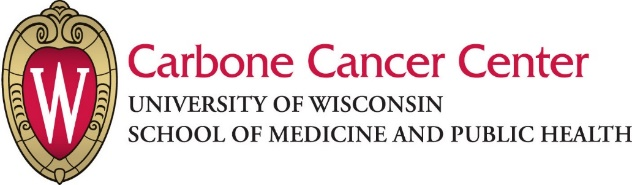 W
Carbone Cancer Center
UNIVERSITY OF WISCONSIN
SCHOOL OF MEDICINE AND PUBLIC HEALTH